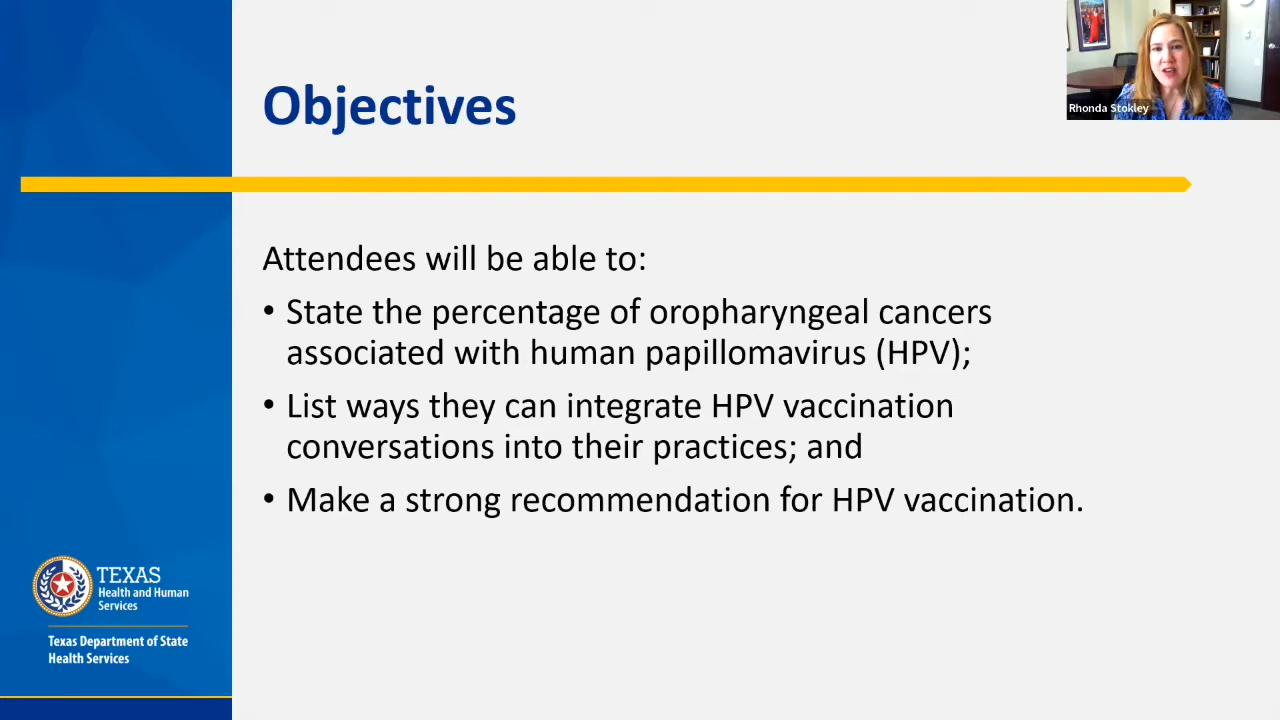 Objectives
Rhonda Stokley
Attendees will be able to:
• State the percentage of oropharyngeal cancers
associated with human papillomavirus (HPV);
• List ways they can integrate HPV vaccination
conversations into their practices; and
• Make a strong recommendation for HPV vaccination.
TEXAS
Health and Human
Services
Texas Department of State
Health Services